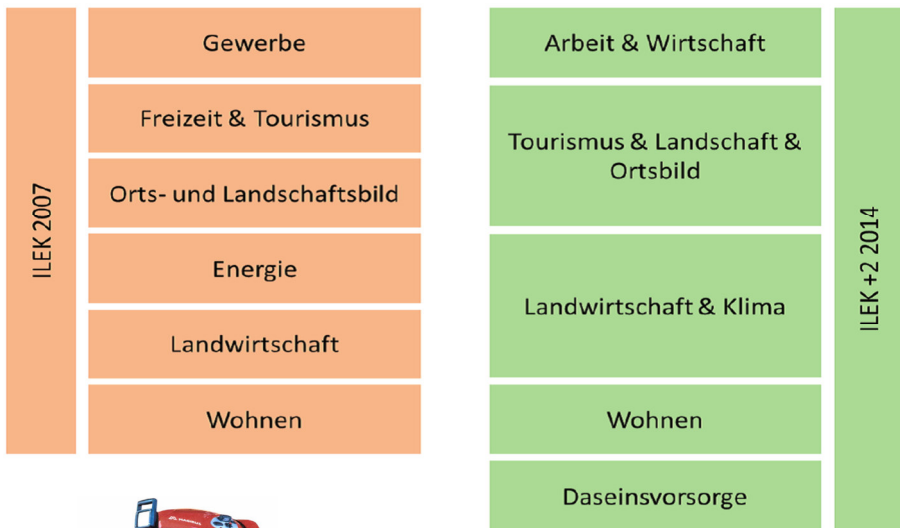 ILEK 2007
Gewerbe
Freizeit & Tourismus
Orts- und Landschaftsbild
Energie
Landwirtschaft
Wohnen
Arbeit & Wirtschaft
Tourismus & Landschaft &
Ortsbild
Landwirtschaft & Klima
Wohnen
Daseinsvorsorge
ILEK +2 2014